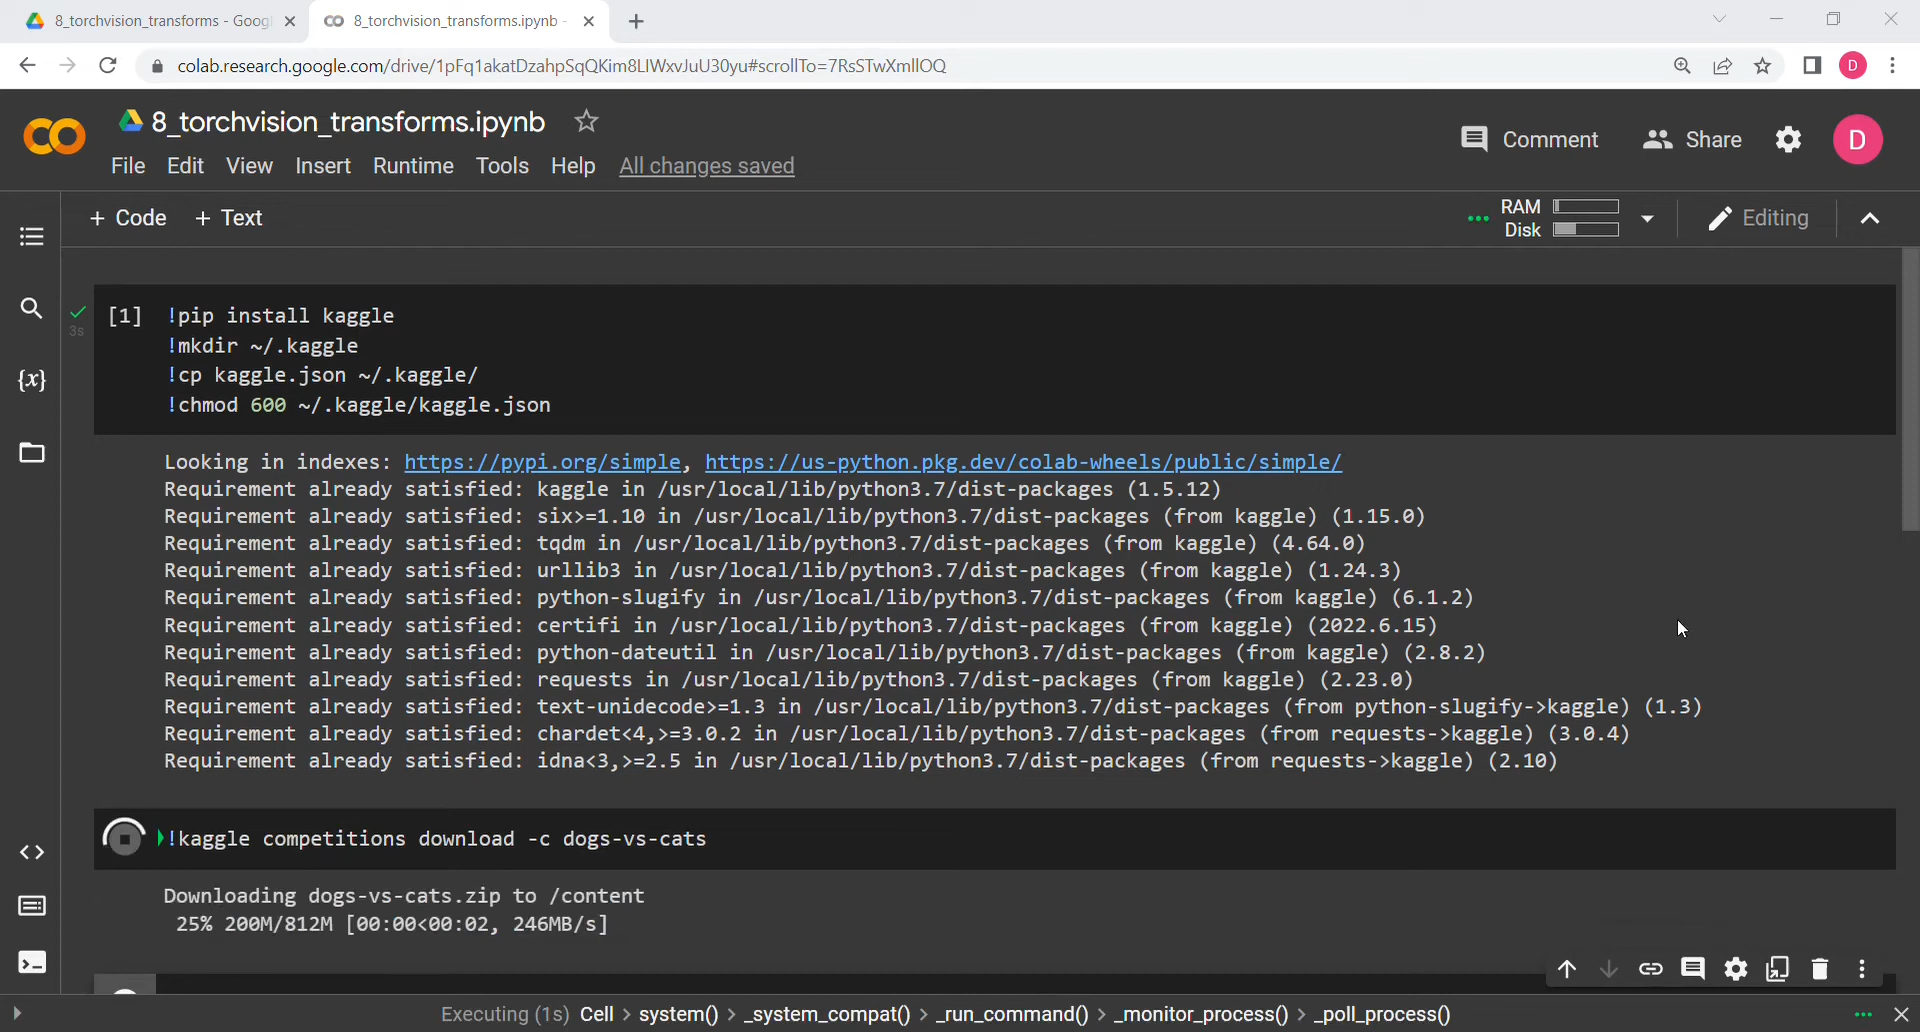 8_torchvision_transforms - Goog
8_torchvision_transforms.ipynb -
colab.research.google.com/drive/1pFq1akatDzahpSqQKim8LIWxvJuU30yu#scrollTo=7RsSTwXmlIOQ
D
8_torchvision_transforms.ipynb
Comment
Share
D
File Edit View Insert Runtime Tools Help All changes saved
+ Code + Text
RAM
Disk
Editing
[1] !pip install kaggle
3s
!mkdir ~/.kaggle
!cp kaggle.json ~/.kaggle/
!chmod 600 ~/.kaggle/kaggle.json
{x}
Looking in indexes: https://pypi.org/simple, https://us-python.pkg.dev/colab-wheels/public/simple/
Requirement already satisfied: kaggle in /usr/local/lib/python3.7/dist-packages (1.5.12)
Requirement already satisfied: six>=1.10 in /usr/local/lib/python3.7/dist-packages (from kaggle) (1.15.0)
Requirement already satisfied: tqdm in /usr/local/lib/python3.7/dist-packages (from kaggle) (4.64.0)
Requirement already satisfied: urllib3 in /usr/local/lib/python3.7/dist-packages (from kaggle) (1.24.3)
Requirement already satisfied: python-slugify in /usr/local/lib/python3.7/dist-packages (from kaggle) (6.1.2)
Requirement already satisfied: certifi in /usr/local/lib/python3.7/dist-packages (from kaggle) (2022.6.15)
Requirement already satisfied: python-dateutil in /usr/local/lib/python3.7/dist-packages (from kaggle) (2.8.2)
Requirement already satisfied: requests in /usr/local/lib/python3.7/dist-packages (from kaggle) (2.23.0)
Requirement already satisfied: text-unidecode>=1.3 in /usr/local/lib/python3.7/dist-packages (from python-slugify->kaggle) (1.3)
Requirement already satisfied: chardet<4,>=3.0.2 in /usr/local/lib/python3.7/dist-packages (from requests->kaggle) (3.0.4)
Requirement already satisfied: idna<3,>=2.5 in /usr/local/lib/python3.7/dist-packages (from requests->kaggle) (2.10)
!kaggle competitions download -c dogs-vs-cats
Downloading dogs-vs-cats.zip to /content
25% 200M/812M [00:00<00:02, 246MB/s]
Executing (1s) Cell > system() > _system_compat() > _run_command() > _monitor_process() > _poll_process()